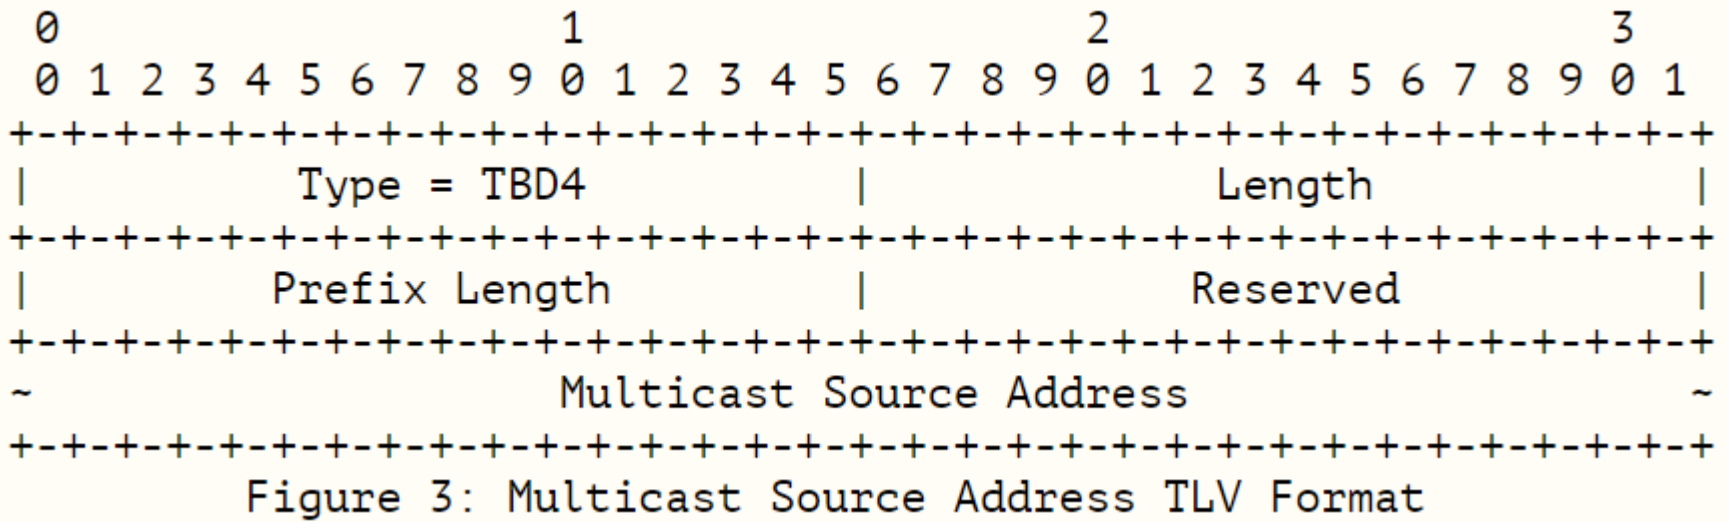 0                   1                   2                   3
 0 1 2 3 4 5 6 7 8 9 0 1 2 3 4 5 6 7 8 9 0 1 2 3 4 5 6 7 8 9 0 1
+-+-+-+-+-+-+-+-+-+-+-+-+-+-+-+-+-+-+-+-+-+-+-+-+-+-+-+-+-+-+-+-+
|          Type = TBD4          |             Length            |
+-+-+-+-+-+-+-+-+-+-+-+-+-+-+-+-+-+-+-+-+-+-+-+-+-+-+-+-+-+-+-+-+
|         Prefix Length         |            Reserved           |
+-+-+-+-+-+-+-+-+-+-+-+-+-+-+-+-+-+-+-+-+-+-+-+-+-+-+-+-+-+-+-+-+
~                    Multicast Source Address                   ~
+-+-+-+-+-+-+-+-+-+-+-+-+-+-+-+-+-+-+-+-+-+-+-+-+-+-+-+-+-+-+-+-+
         Figure 3: Multicast Source Address TLV Format